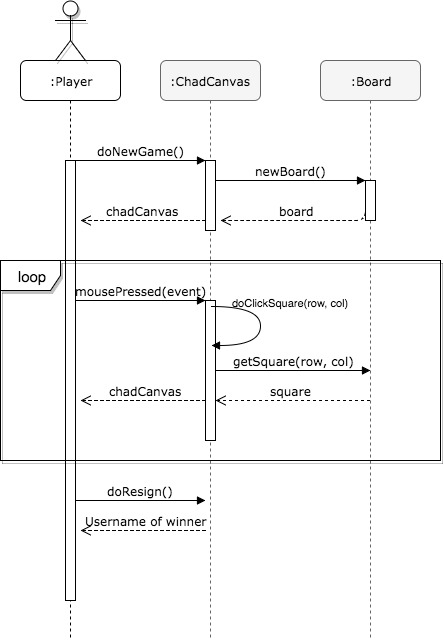 :Player
:ChadCanvas
:Board
doNewGame()
newBoard()
chadCanvas
board
loop
mousePressed(event)
doClickSquare(row, col)
getSquare(row, col)
chadCanvas
square
doResign()
Username of winner